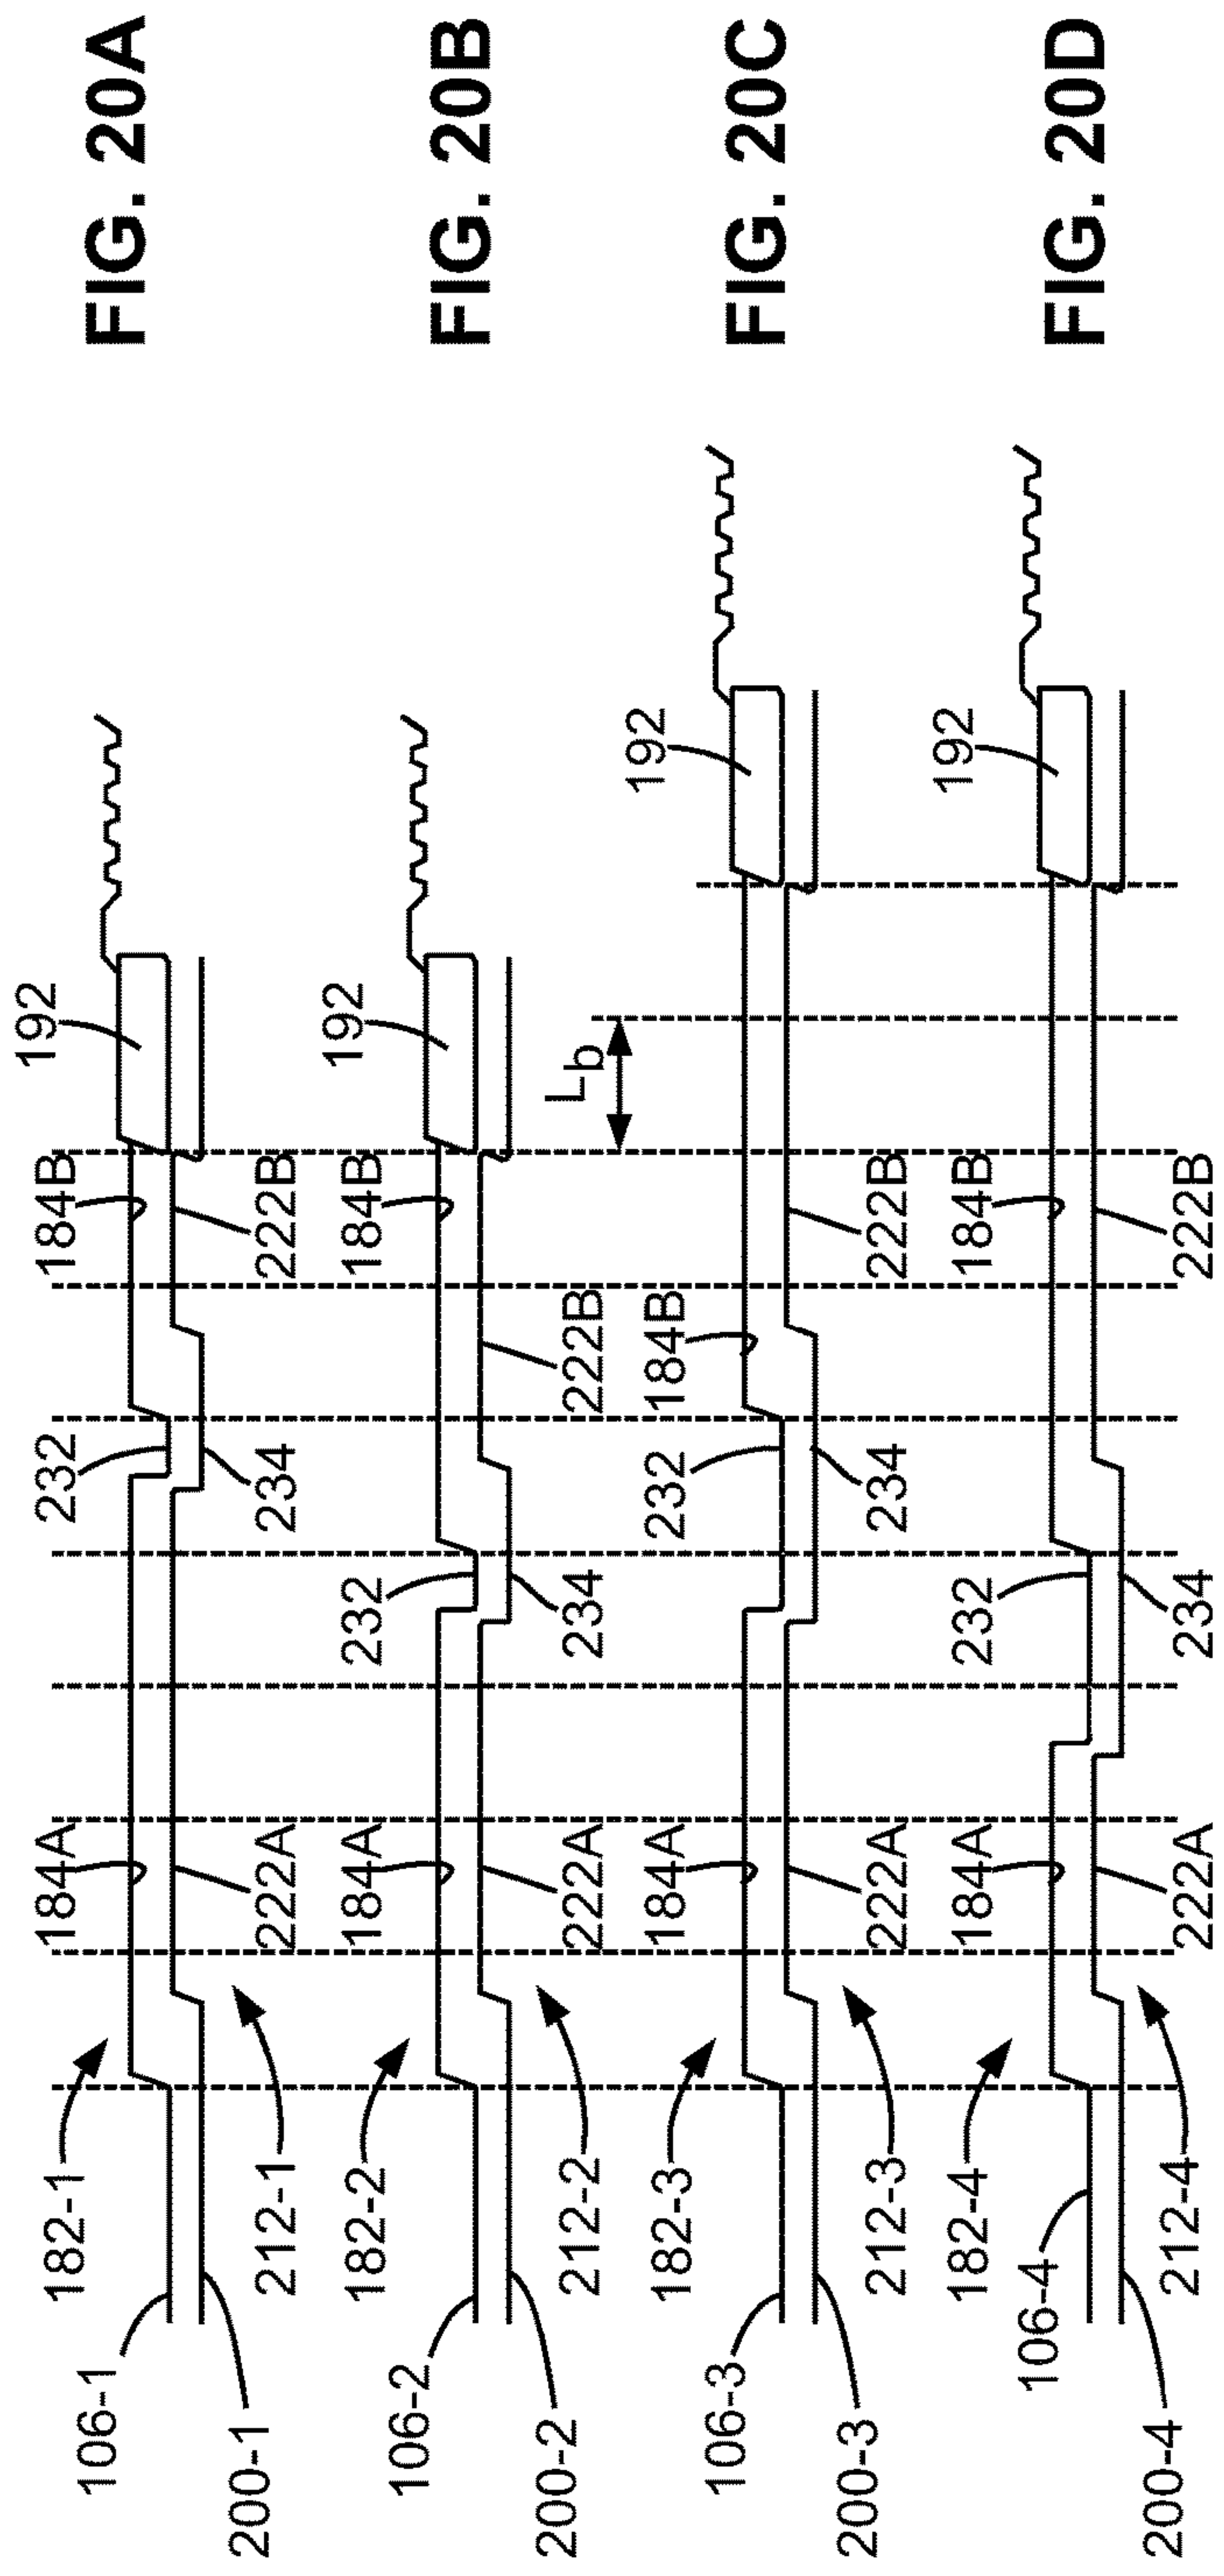 FIG. 20A
192
184B
222B
232
234
184A
222A
182-1
212-1
106-1
200-1
FIG. 20B
192
184B
222B
232
234
184A
222A
182-2
212-2
106-2
200-2
FIG. 20C
192
Lb
184B
222B
232
234
184A
222A
182-3
212-3
106-3
200-3
FIG. 20D
192
184B
222B
232
234
184A
222A
182-4
212-4
106-4
200-4